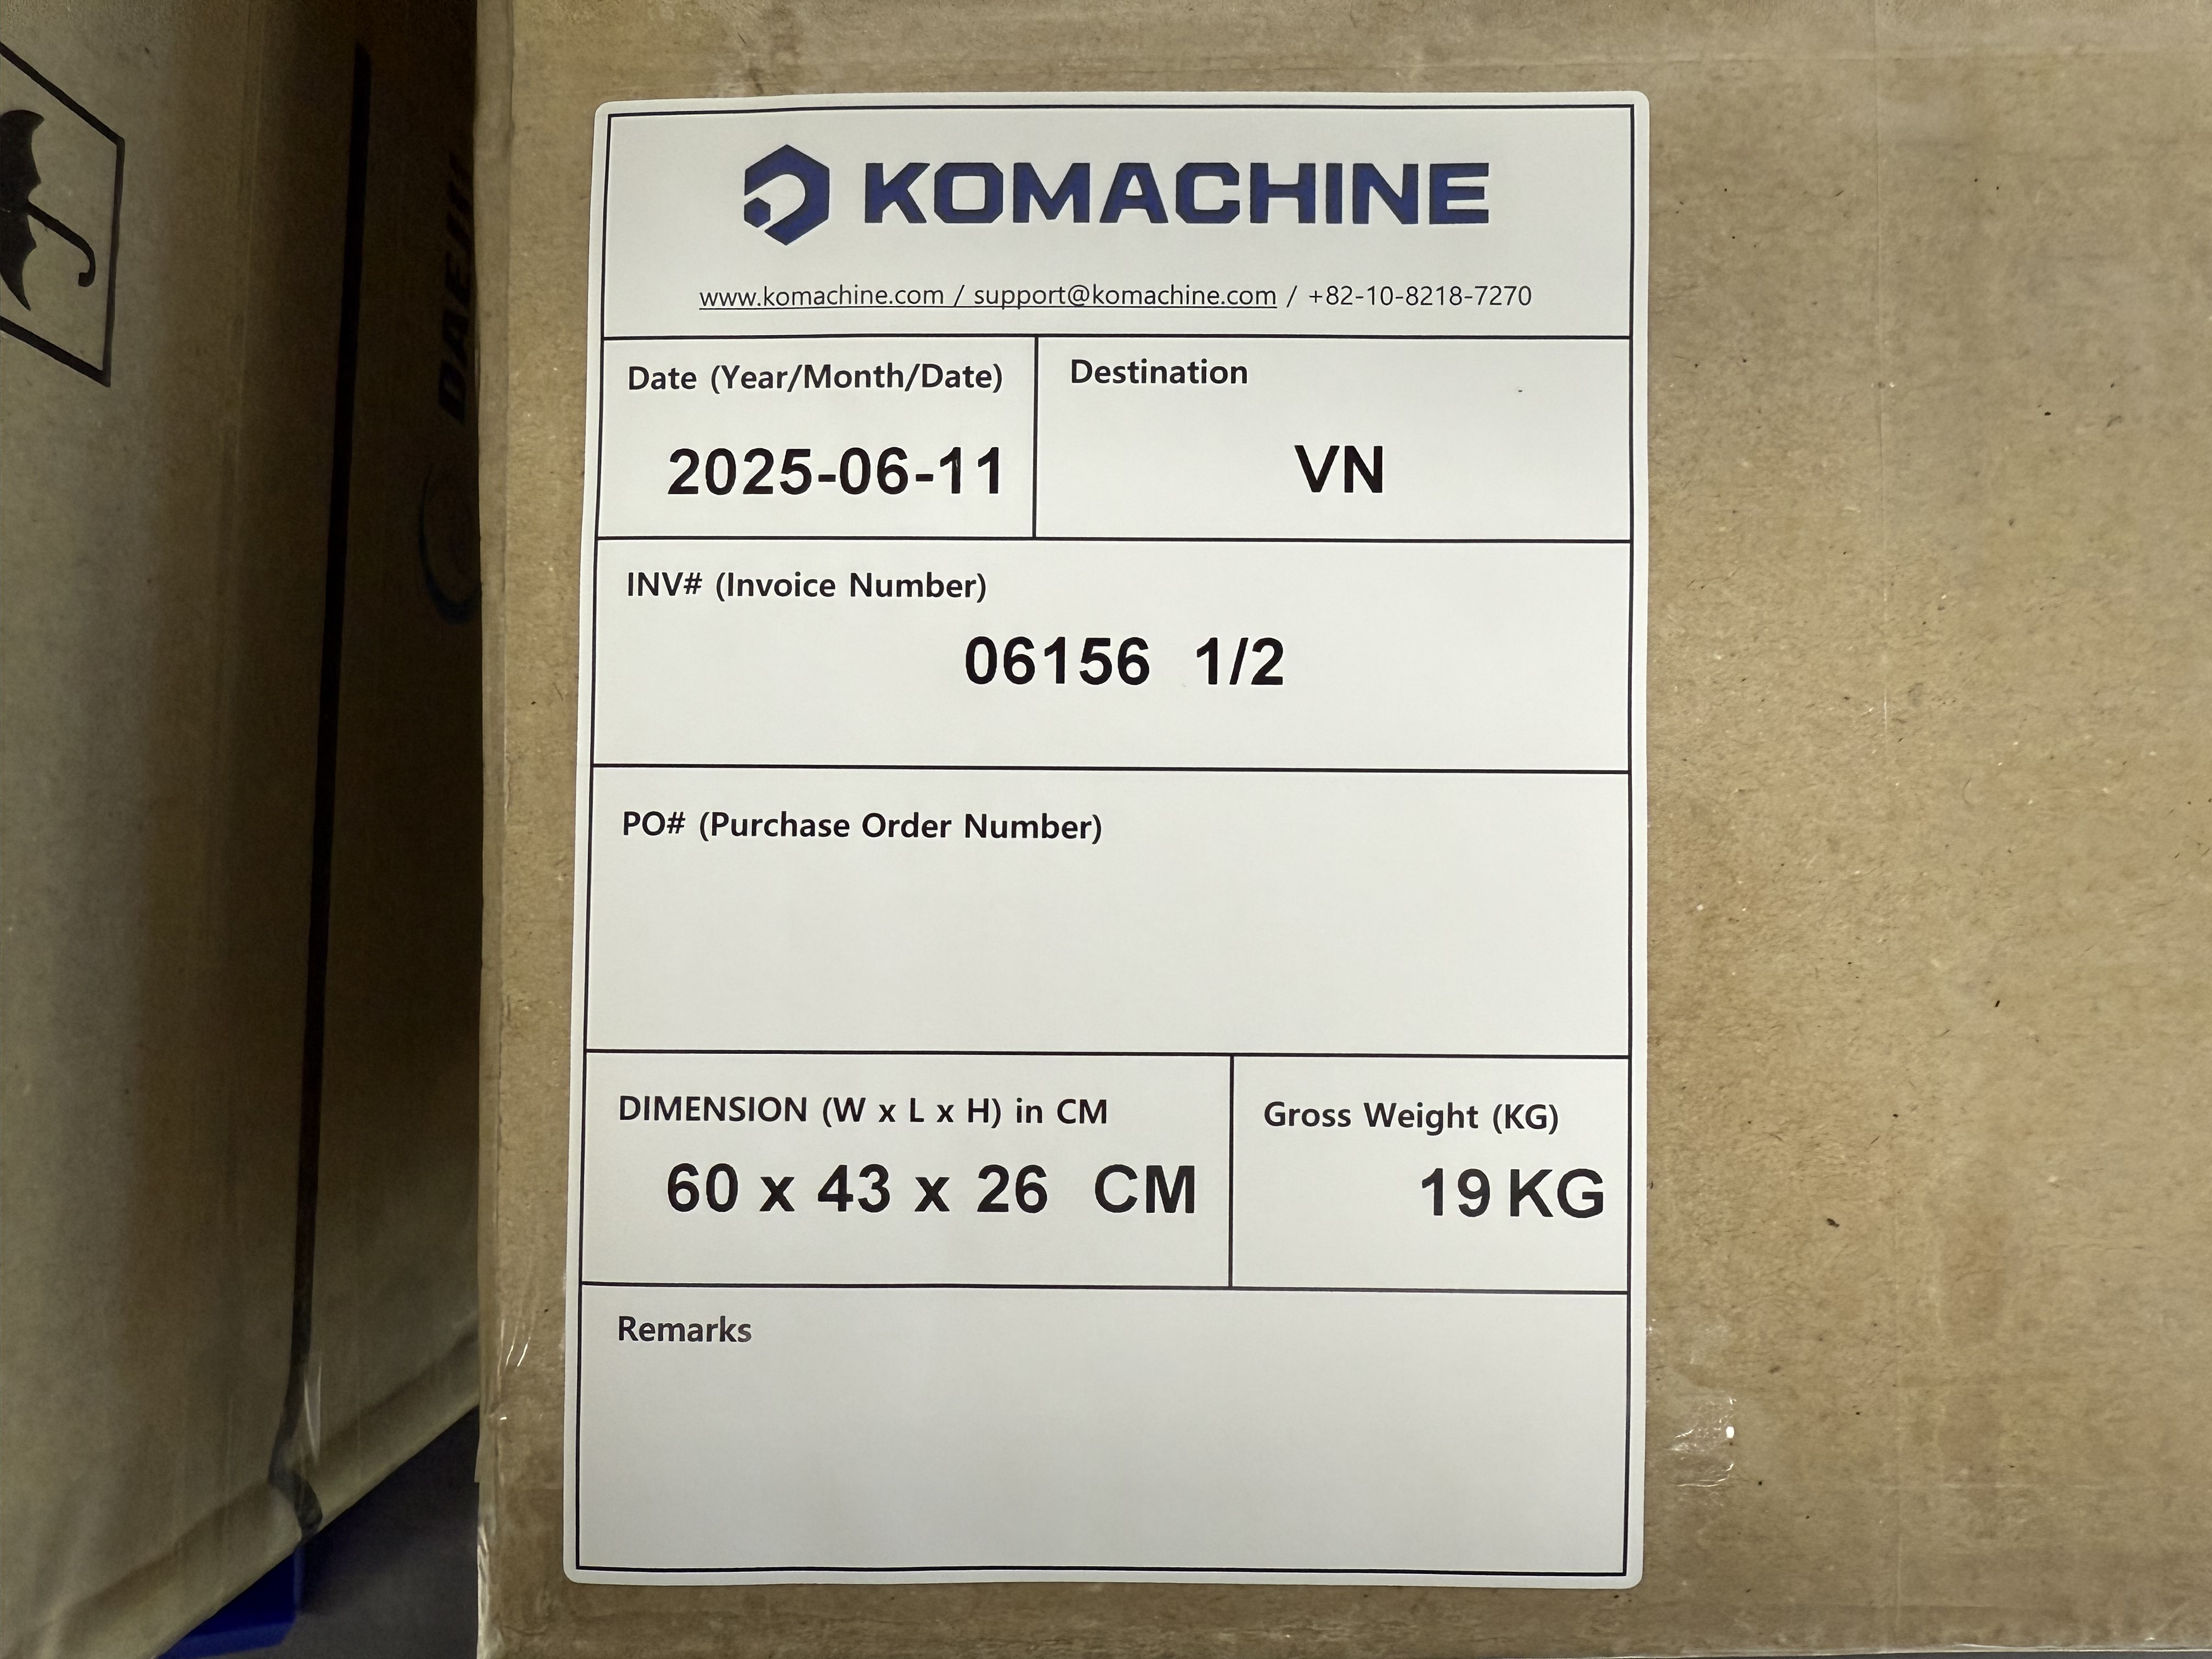 KOMACHINE
www.komachine.com / support@komachine.com / +82-10-8218-7270
Date (Year/Month/Date)
2025-06-11
Destination
VN
INV# (Invoice Number)
06156 1/2
PO# (Purchase Order Number)
DIMENSION (W x L x H) in CM
60 x 43 x 26 CM
Gross Weight (KG)
19 KG
Remarks